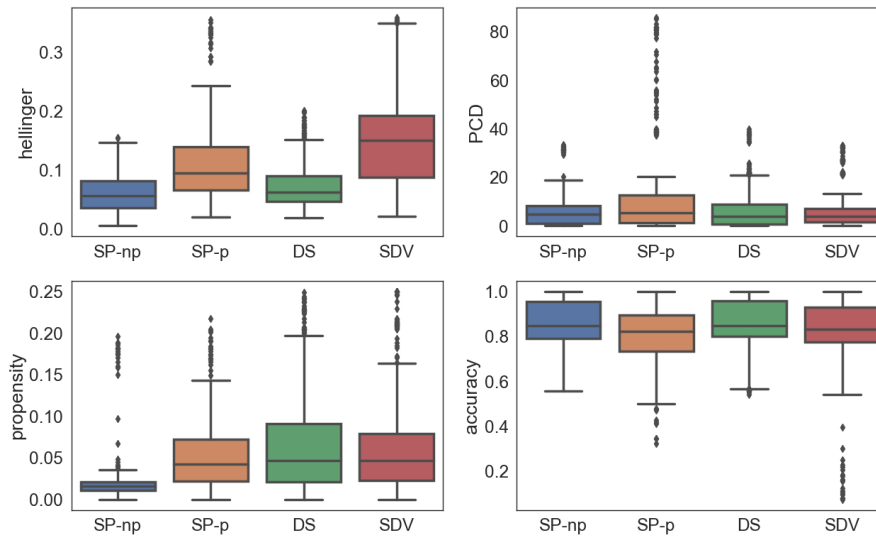 hellinger
0.3
0.2
0.1
0.0
SP-np SP-p DS SDV
PCD
80
60
40
20
0
SP-np SP-p DS SDV
propensity
0.25
0.20
0.15
0.10
0.05
0.00
SP-np SP-p DS SDV
accuracy
1.0
0.8
0.6
0.4
0.2
SP-np SP-p DS SDV